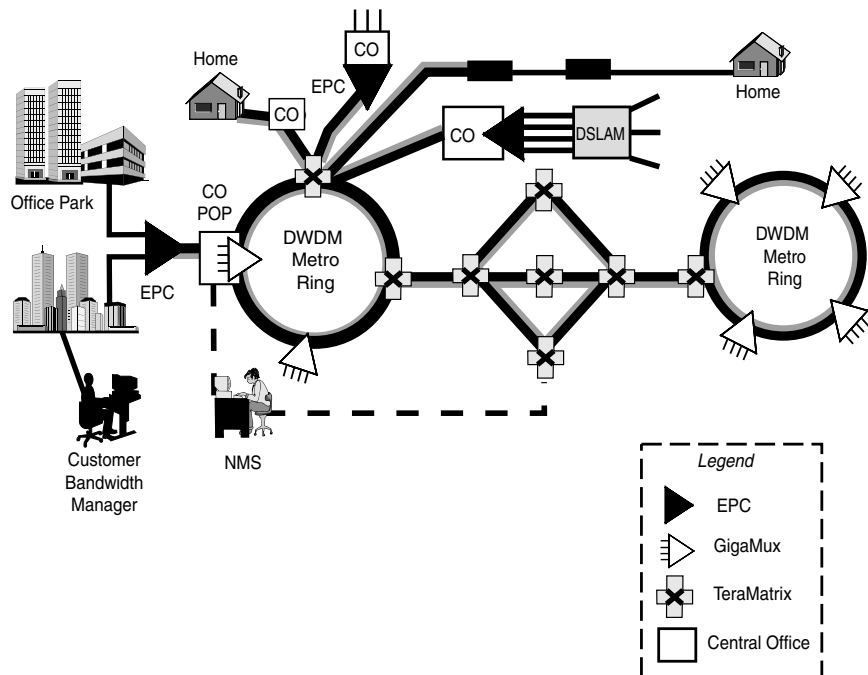 CO
Home
EPC
CO
Home
CO
DSLAM
Office Park
CO
POP
DWDM
Metro
Ring
DWDM
Metro
Ring
EPC
Customer
Bandwidth
Manager
NMS
Legend
EPC
GigaMux
TeraMatrix
Central Office